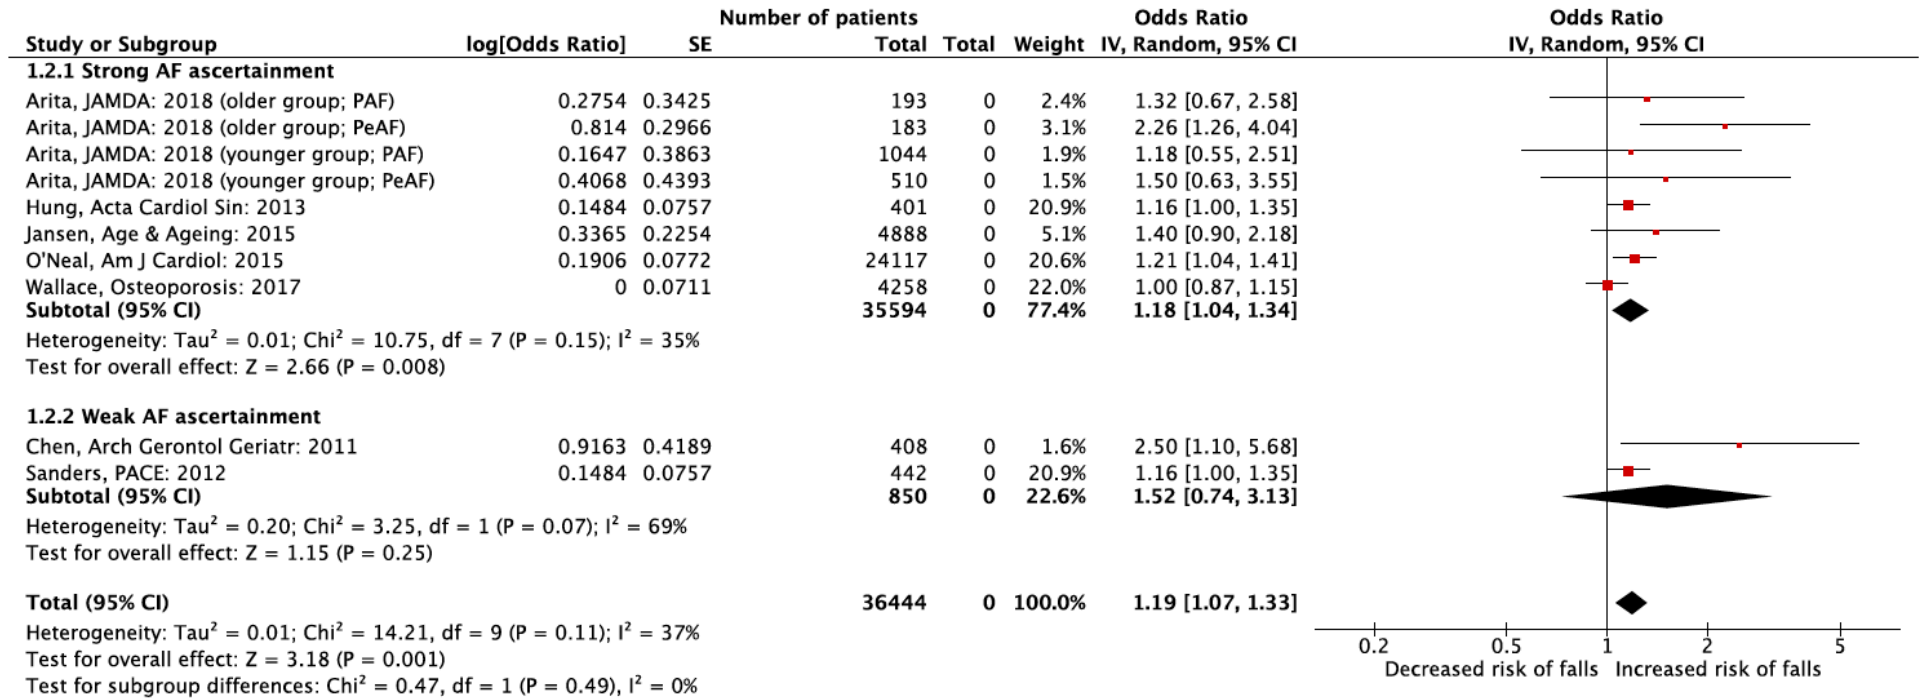 Number of patients Odds Ratio Odds Ratio
Study or Subgroup log[Odds Ratio] SE Total Total Weight IV, Random, 95% CI IV, Random, 95% CI
1.2.1 Strong AF ascertainment
Arita, JAMDA: 2018 (older group; PAF) 0.2754 0.3425 193 0 2.4% 1.32 [0.67, 2.58]
Arita, JAMDA: 2018 (older group; PeAF) 0.814 0.2966 183 0 3.1% 2.26 [1.26, 4.04]
Arita, JAMDA: 2018 (younger group; PAF) 0.1647 0.3863 1044 0 1.9% 1.18 [0.55, 2.51]
Arita, JAMDA: 2018 (younger group; PeAF) 0.4068 0.4393 510 0 1.5% 1.50 [0.63, 3.55]
Hung, Acta Cardiol Sin: 2013 0.1484 0.0757 401 0 20.9% 1.16 [1.00, 1.35]
Jansen, Age & Ageing: 2015 0.3365 0.2254 4888 0 5.1% 1.40 [0.90, 2.18]
O'Neal, Am J Cardiol: 2015 0.1906 0.0772 24117 0 20.6% 1.21 [1.04, 1.41]
Wallace, Osteoporosis: 2017 0 0.0711 4258 0 22.0% 1.00 [0.87, 1.15]
Subtotal (95% CI) 35594 0 77.4% 1.18 [1.04, 1.34]
Heterogeneity: Tau² = 0.01; Chi² = 10.75, df = 7 (P = 0.15); I² = 35%
Test for overall effect: Z = 2.66 (P = 0.008)
1.2.2 Weak AF ascertainment
Chen, Arch Gerontol Geriatr: 2011 0.9163 0.4189 408 0 1.6% 2.50 [1.10, 5.68]
Sanders, PACE: 2012 0.1484 0.0757 442 0 20.9% 1.16 [1.00, 1.35]
Subtotal (95% CI) 850 0 22.6% 1.52 [0.74, 3.13]
Heterogeneity: Tau² = 0.20; Chi² = 3.25, df = 1 (P = 0.07); I² = 69%
Test for overall effect: Z = 1.15 (P = 0.25)
Total (95% CI) 36444 0 100.0% 1.19 [1.07, 1.33]
Heterogeneity: Tau² = 0.01; Chi² = 14.21, df = 9 (P = 0.11); I² = 37%
Test for overall effect: Z = 3.18 (P = 0.001)
Test for subgroup differences: Chi² = 0.47, df = 1 (P = 0.49), I² = 0%
0.2 0.5 1 2 5
Decreased risk of falls Increased risk of falls